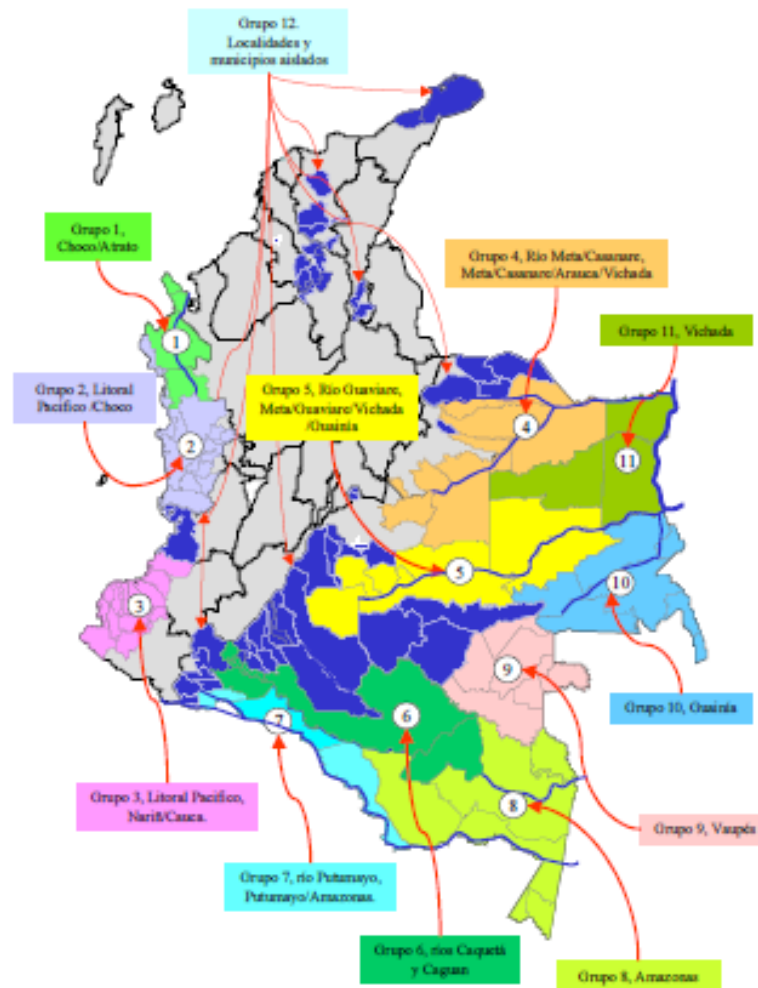 Grupo 12.
Localidades y
municipios aislados
Grupo 1,
Choco/Atrato
Grupo 4, Río Meta/Casanare,
Meta/Casanare/Arauca/Vichada
Grupo 11, Vichada
Grupo 2, Litoral
Pacifico /Choco
Grupo 5, Río Guaviare,
Meta/Guaviare/Vichada
/Guainía
1
2
3
4
5
6
7
8
9
10
11
Grupo 10, Guainía
Grupo 3, Litoral Pacifico,
Nariñ/Cauca.
Grupo 9, Vaupés
Grupo 7, río Putumayo,
Putumayo/Amazonas.
Grupo 6, ríos Caquetá
y Caguan
Grupo 8, Amazonas